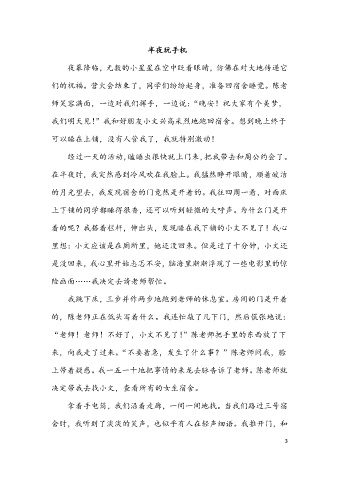 半夜玩手机
夜幕降临，无数的小星星在空中眨着眼睛，仿佛在对大地传递它
们的祝福。营火会结束了，同学们纷纷起身，准备回宿舍睡觉。陈老
师笑容满面，一边对我们挥手，一边说：“晚安！祝大家有个美梦，
我们明天见！”我和好朋友小文兴高采烈地跑回宿舍。想到晚上终于
可以睡在上铺，没有人管我了，我就特别激动！
经过一天的活动，瞌睡虫很快就上门来，把我带去和周公约会了。
在半夜时，我突然感到冷风吹在我脸上。我猛然睁开眼睛，顺着皎洁
的月光望去，我发现宿舍的门竟然是开着的。我往四周一看，对面床
上下铺的同学都睡得很香，还可以听到轻微的大呼声。为什么门是开
着的呢？我搭着栏杆，伸出头，发现睡在下铺的小文不见了！我心
里想：小文应该是在厕所里，他还没回来。但是过了十分钟，小文还
是没回来，我心里开始忐忑不安，脑海里渐渐浮现了一些电影里的惊
险画面……我决定去请老师帮忙。
我跳下床，三步并作两步地跑到老师的休息室。房间的门是开着
的，陈老师正在低头写着什么。我连忙敲了几下门，然后慌张地说：
“老师！老师！不好了，小文不见了！”陈老师把手里的东西放了下
来，向我走了过来。“不要着急，发生了什么事？”陈老师问我，脸
上带着疑惑。我一五一十地把事情的来龙去脉告诉了老师。陈老师就
决定带我去找小文，查看所有的女生宿舍。
拿着手电筒，我们沿着走廊，一间一间地找。当我们路过三号宿
舍时，我听到了淡淡的笑声，也似乎有人在轻声细语。我推开门，和
3